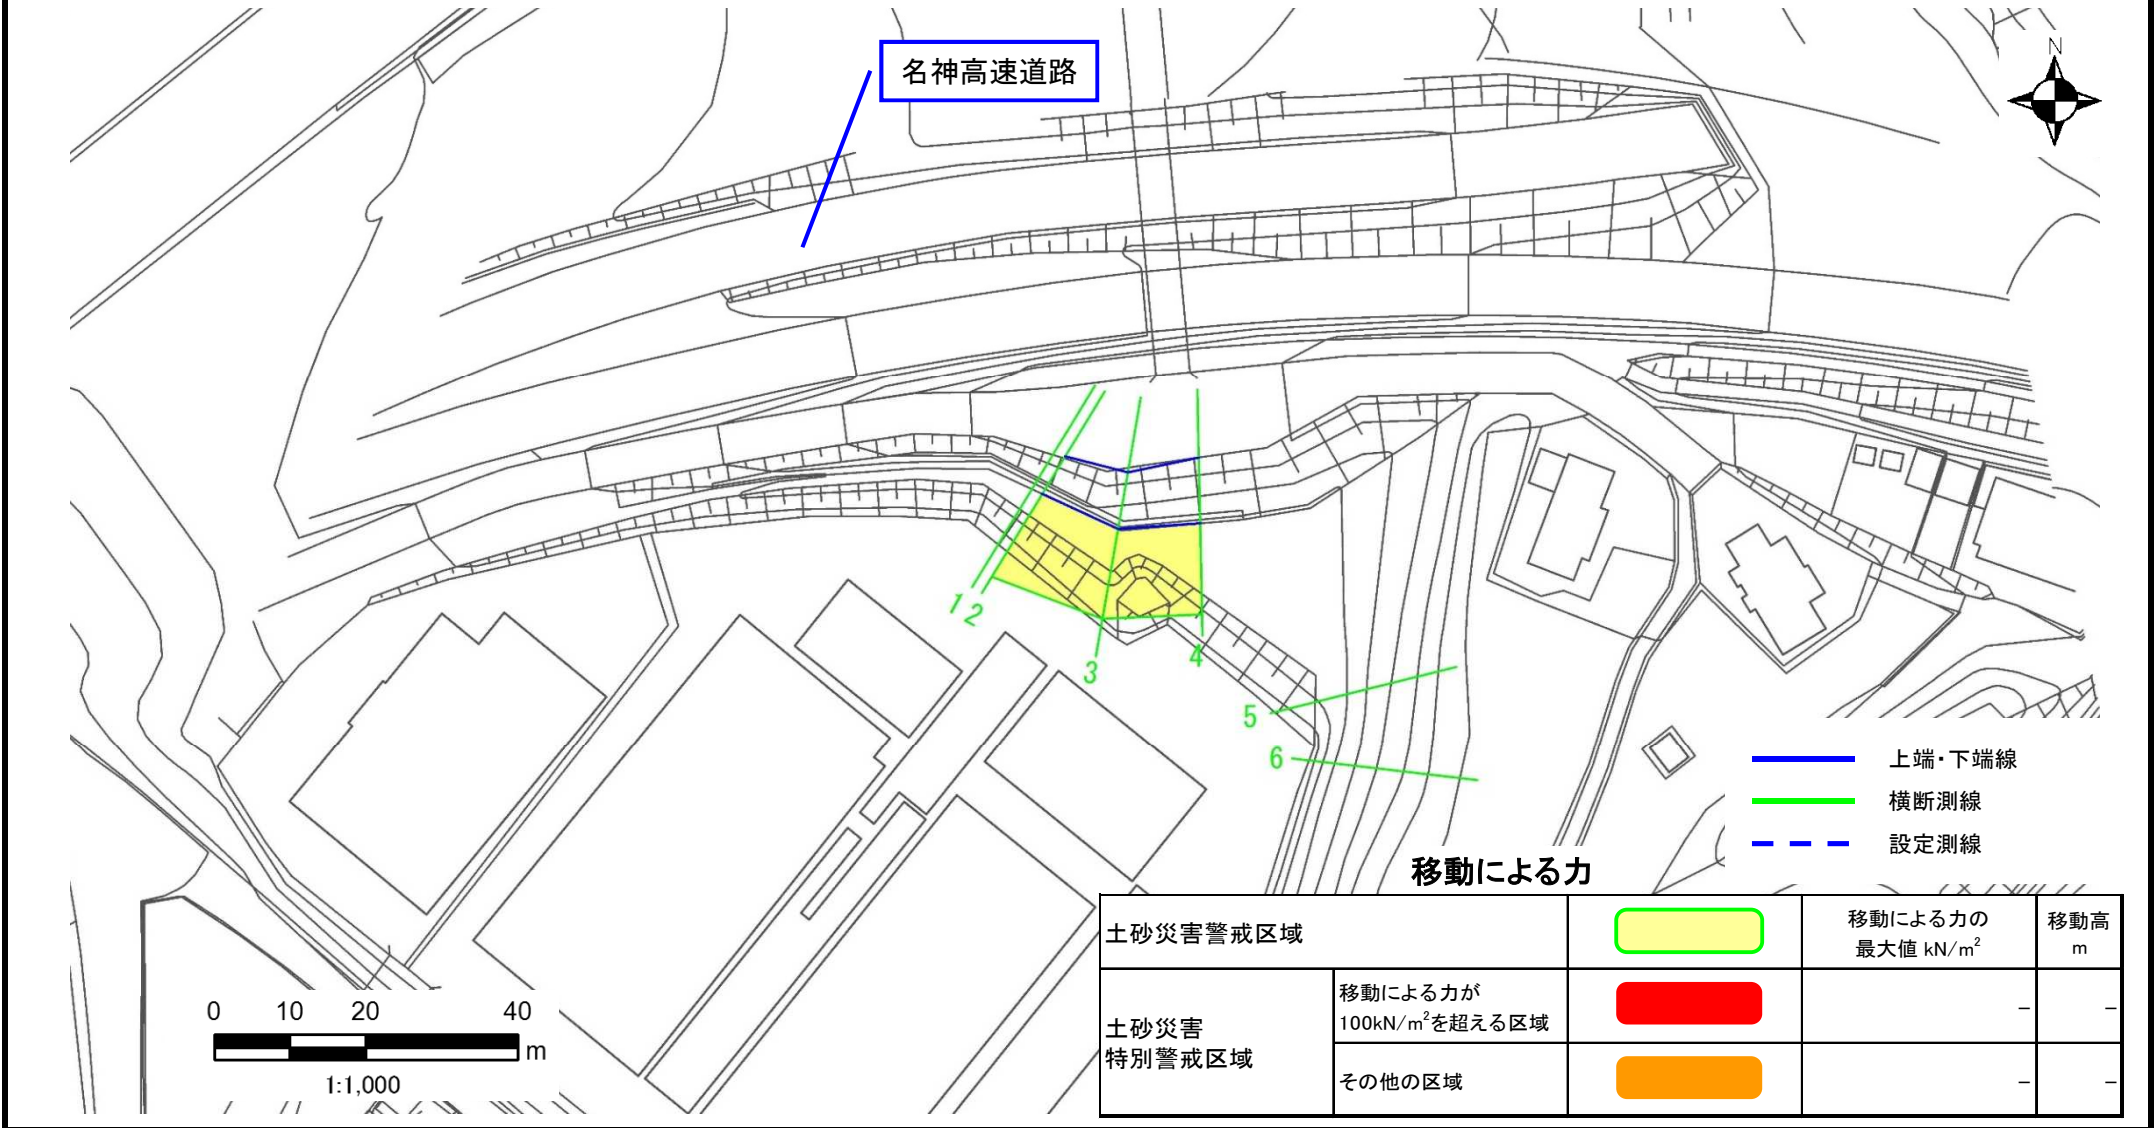 名神高速道路
N
1 2
3
4
5
6
上端・下端線
横断測線
設定測線
移動による力
土砂災害警戒区域
移動による力の
最大値 kN/m²
移動高
m
土砂災害
特別警戒区域
移動による力が
100kN/m²を超える区域
– –
その他の区域
– –
0 10 20 40
m
1:1,000